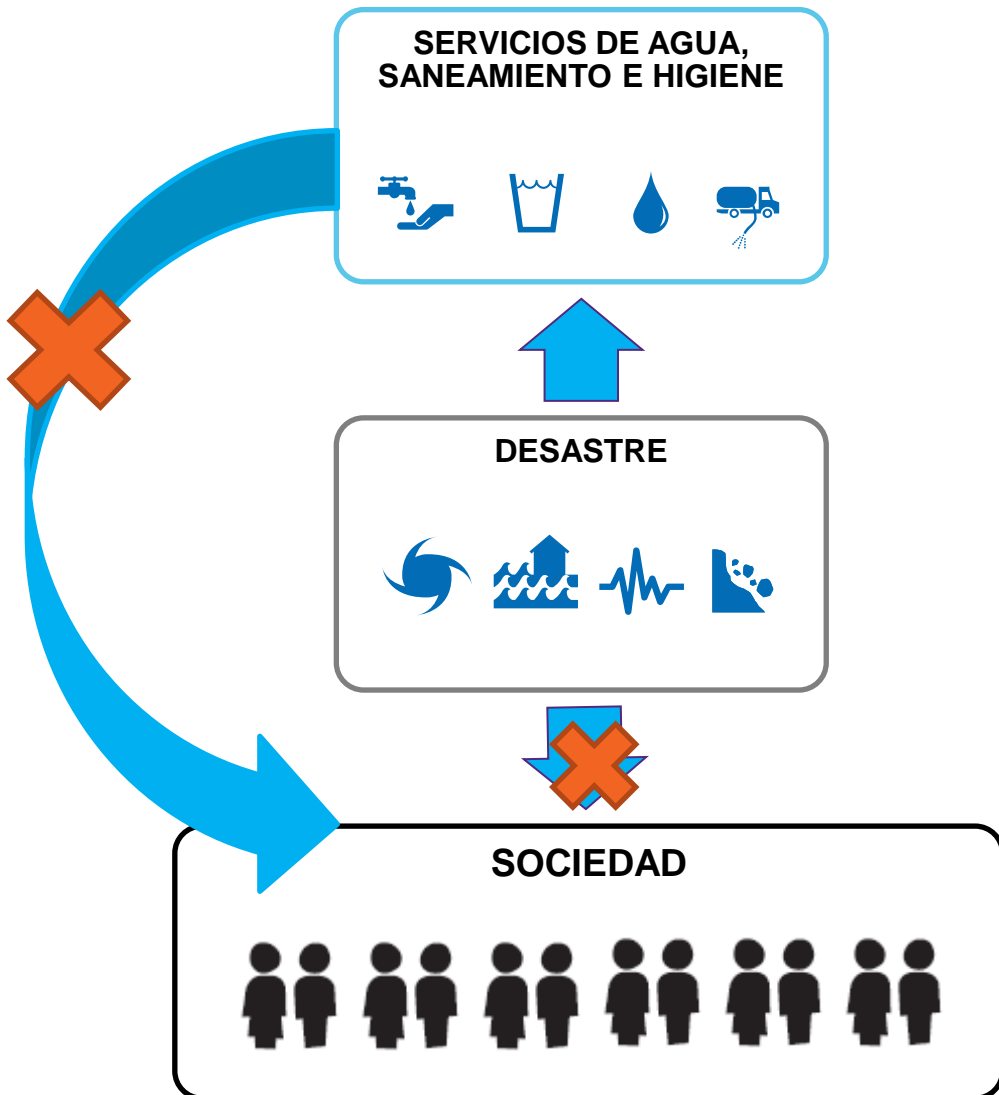 SERVICIOS DE AGUA,
SANEAMIENTO E HIGIENE
DESASTRE
SOCIEDAD